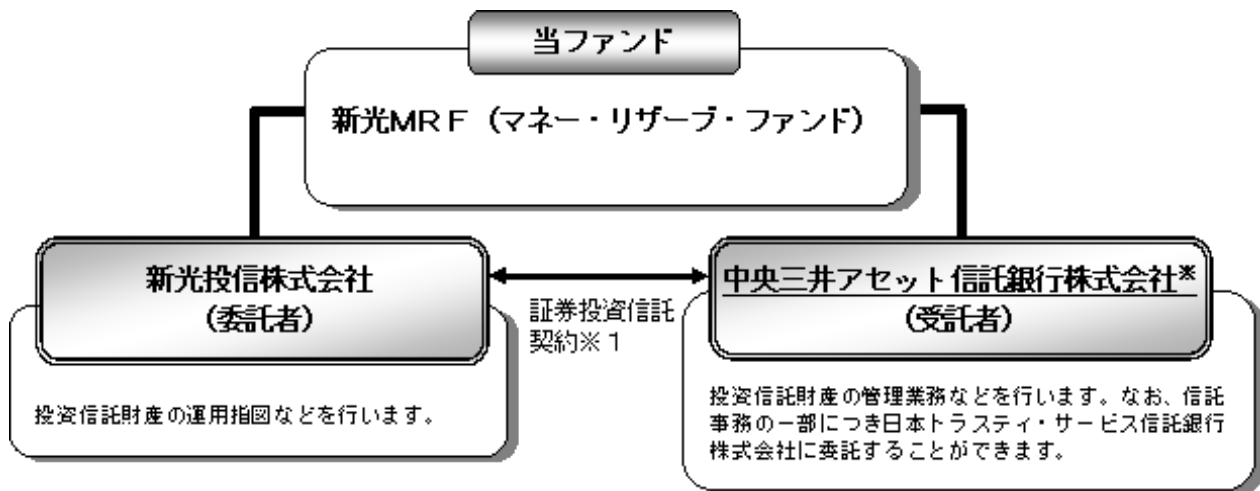 当ファンド
新光MRF（マネー・リザーブ・ファンド）
新光投信株式会社
（委託者）
証券投資信託
契約※1
中央三井アセット信託銀行株式会社※
（受託者）
投資信託財産の運用指図などを行います。
投資信託財産の管理業務などを行います。なお、信託
事務の一部につき日本トラスティ・サービス信託銀行
株式会社に委託することができます。